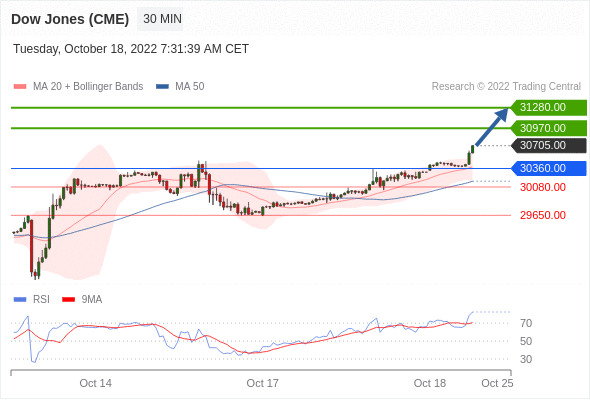 Dow Jones (CME) 30 MIN
Tuesday, October 18, 2022 7:31:39 AM CET
MA 20 + Bollinger Bands MA 50 Research © 2022 Trading Central
31280.00
30970.00
30705.00
30360.00
30080.00
29650.00
RSI 9MA
70
50
30
Oct 14 Oct 17 Oct 18 Oct 25